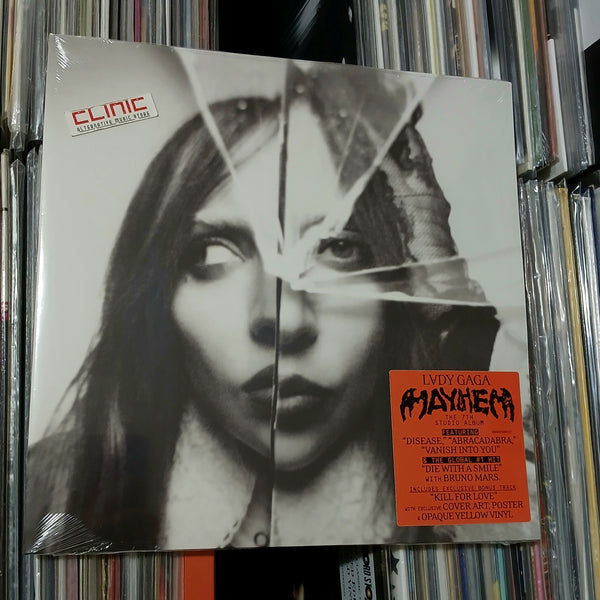 CLINIC
ALTERNATIVE MUSIC STORE
LVDY GAGA
MAYHEM
THE 7TH
STUDIO ALBUM
FEATURING
"DISEASE," "ABRACADABRA,"
"VANISH INTO YOU"
& THE GLOBAL #1 HIT
"DIE WITH A SMILE"
WITH BRUNO MARS.
INCLUDES EXCLUSIVE BONUS TRACK
"KILL FOR LOVE"
WITH EXCLUSIVE COVER ART, POSTER
& OPAQUE YELLOW VINYL